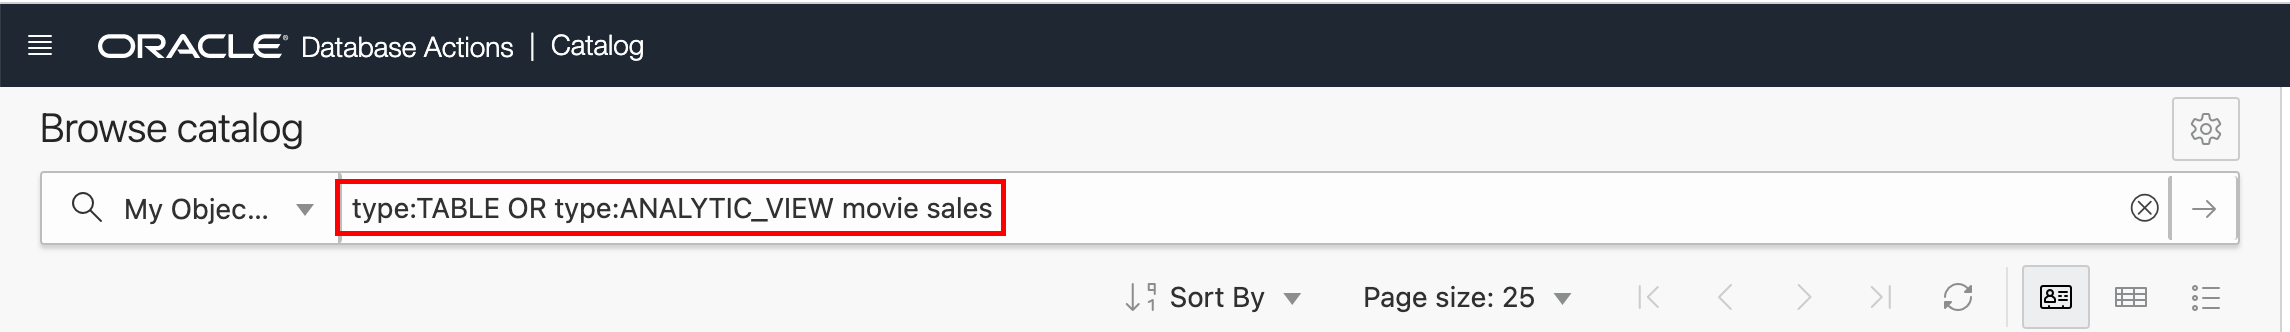 ORACLE® Database Actions | Catalog
Browse catalog
My Objec... type:TABLE OR type:ANALYTIC_VIEW movie sales
Sort By Page size: 25